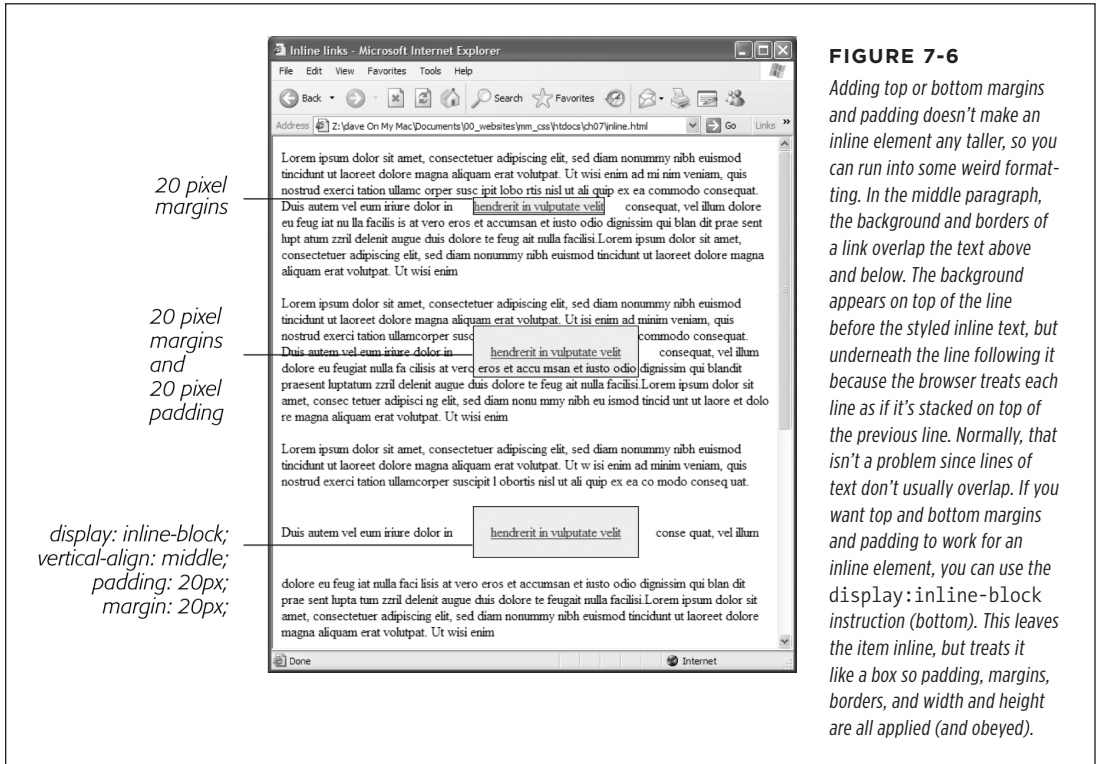 Inline links - Microsoft Internet Explorer
File Edit View Favorites Tools Help
Back Search Favorites
Address Z:\dave On My Mac\Documents\00_websites\mm_css\htdocs\ch07\inline.html Go Links »
20 pixel
margins
Lorem ipsum dolor sit amet, consectetuer adipiscing elit, sed diam nonummy nibh euismod
tincidunt ut laoreet dolore magna aliquam erat volutpat. Ut wisi enim ad mi nim veniam, quis
nostrud exerci tation ullamc orper susc ipit lobo rtis nisl ut ali quip ex ea commodo consequat.
Duis autem vel eum iriure dolor in hendrerit in vulputate velit consequat, vel illum dolore
eu feug iat nu lla facilis is at vero eros et accumsan et iusto odio dignissim qui blan dit prae sent
lupt atum zzril delenit augue duis dolore te feug ait nulla facilisi.Lorem ipsum dolor sit amet,
consectetuer adipiscing elit, sed diam nonummy nibh euismod tincidunt ut laoreet dolore magna
aliquam erat volutpat. Ut wisi enim
20 pixel
margins
and
20 pixel
padding
Lorem ipsum dolor sit amet, consectetuer adipiscing elit, sed diam nonummy nibh euismod
tincidunt ut laoreet dolore magna aliquam erat volutpat. Ut isi enim ad minim veniam, quis
nostrud exerci tation ullamcorper susc commodo consequat.
Duis autem vel eum iriure dolor in hendrerit in vulputate velit consequat, vel illum
dolore eu feugiat nulla fa cilisis at vero eros et accu msan et iusto odio dignissim qui blandit
praesent luptatum zzril delenit augue duis dolore te feug ait nulla facilisi.Lorem ipsum dolor sit
amet, consec tetuer adipisci ng elit, sed diam nonu mmy nibh eu ismod tincid unt ut laore et dolo
re magna aliquam erat volutpat. Ut wisi enim
display: inline-block;
vertical-align: middle;
padding: 20px;
margin: 20px;
Lorem ipsum dolor sit amet, consectetuer adipiscing elit, sed diam nonummy nibh euismod
tincidunt ut laoreet dolore magna aliquam erat volutpat. Ut w isi enim ad minim veniam, quis
nostrud exerci tation ullamcorper suscipit l obortis nisl ut ali quip ex ea co modo conseq uat.
Duis autem vel eum iriure dolor in hendrerit in vulputate velit conse quat, vel illum
dolore eu feug iat nulla faci lisis at vero eros et accumsan et iusto odio dignissim qui blan dit
prae sent lupta tum zzril delenit augue duis dolore te feugait nulla facilisi.Lorem ipsum dolor sit
amet, consectetuer adipiscing elit, sed diam nonummy nibh euismod tincidunt ut laoreet dolore
magna aliquam erat volutpat. Ut wisi enim
Done Internet
FIGURE 7-6
Adding top or bottom margins
and padding doesn't make an
inline element any taller, so you
can run into some weird format-
ting. In the middle paragraph,
the background and borders of
a link overlap the text above
and below. The background
appears on top of the line
before the styled inline text, but
underneath the line following it
because the browser treats each
line as if it's stacked on top of
the previous line. Normally, that
isn't a problem since lines of
text don't usually overlap. If you
want top and bottom margins
and padding to work for an
inline element, you can use the
display:inline-block
instruction (bottom). This leaves
the item inline, but treats it
like a box so padding, margins,
borders, and width and height
are all applied (and obeyed).